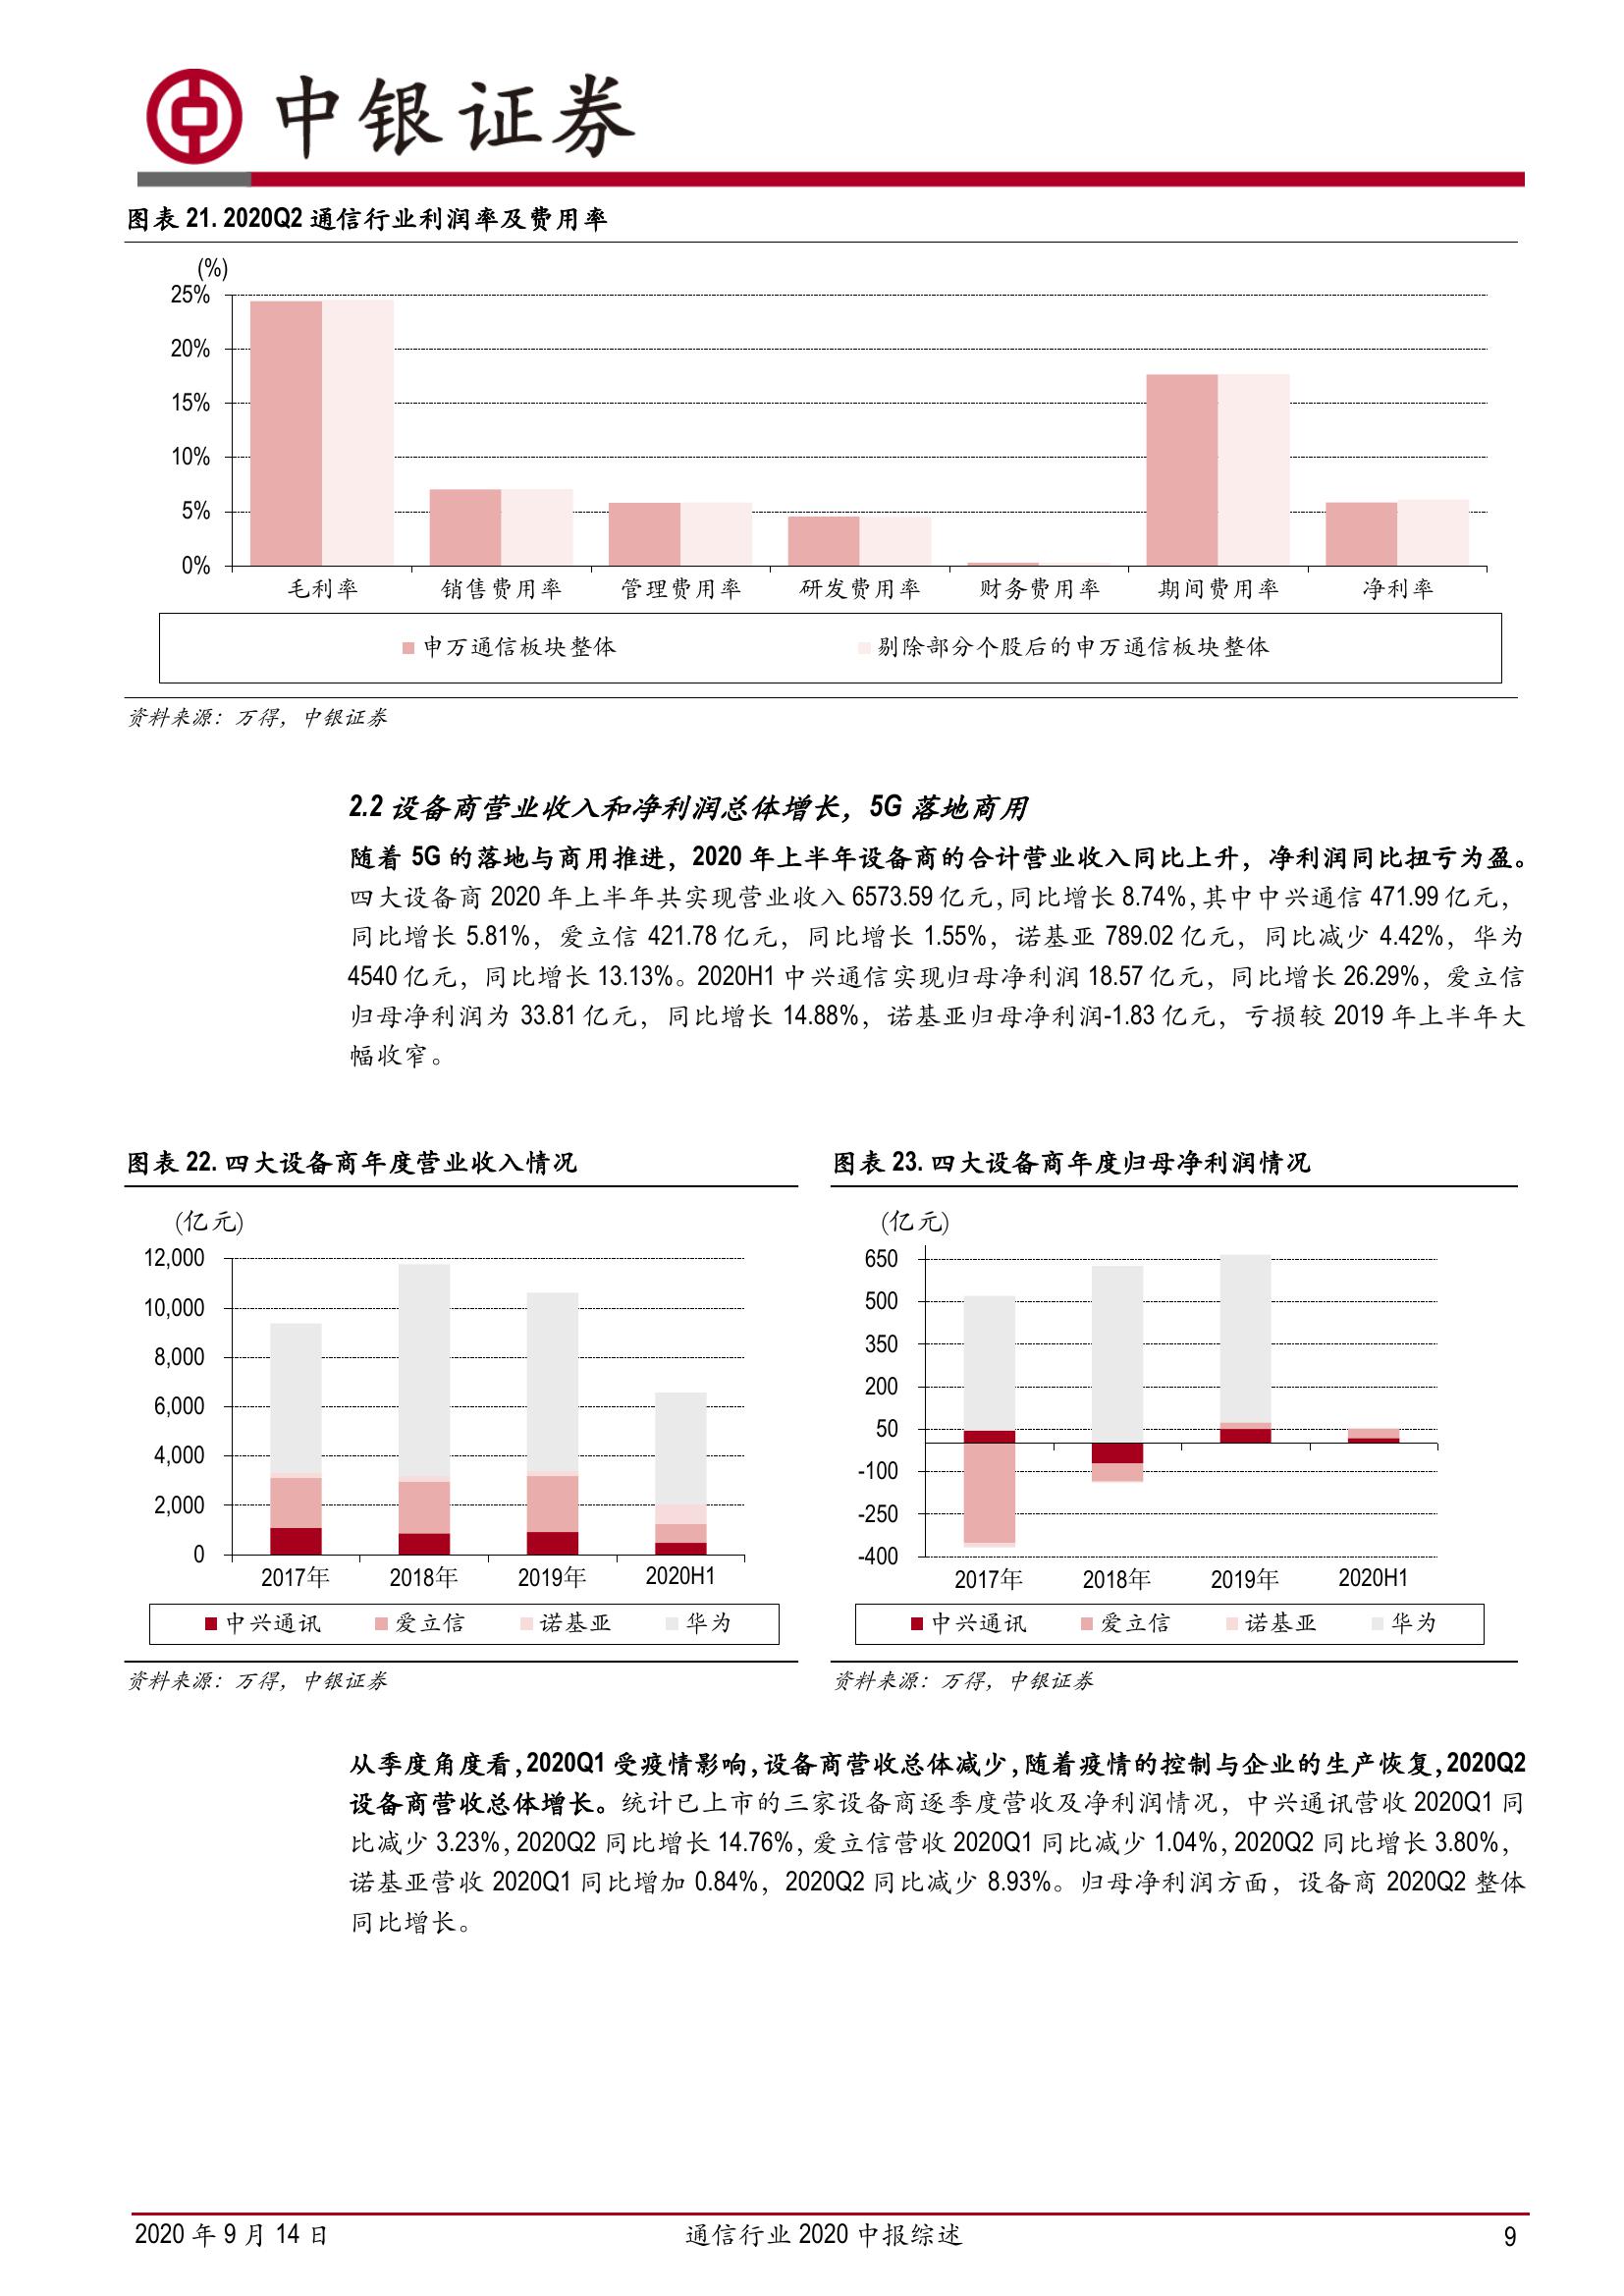 中银证券
图表 21. 2020Q2 通信行业利润率及费用率
(%)
25%
20%
15%
10%
5%
0%
毛利率 销售费用率 管理费用率 研发费用率 财务费用率 期间费用率 净利率
申万通信板块整体 剔除部分个股后的申万通信板块整体
资料来源：万得，中银证券
2.2 设备商营业收入和净利润总体增长，5G 落地商用
随着 5G 的落地与商用推进，2020 年上半年设备商的合计营业收入同比上升，净利润同比扭亏为盈。
四大设备商 2020 年上半年共实现营业收入 6573.59 亿元，同比增长 8.74%，其中中兴通信 471.99 亿元，
同比增长 5.81%，爱立信 421.78 亿元，同比增长 1.55%，诺基亚 789.02 亿元，同比减少 4.42%，华为
4540 亿元，同比增长 13.13%。2020H1 中兴通信实现归母净利润 18.57 亿元，同比增长 26.29%，爱立信
归母净利润为 33.81 亿元，同比增长 14.88%，诺基亚归母净利润-1.83 亿元，亏损较 2019 年上半年大
幅收窄。
图表 22. 四大设备商年度营业收入情况
(亿元)
12,000
10,000
8,000
6,000
4,000
2,000
0
2017年 2018年 2019年 2020H1
中兴通讯 爱立信 诺基亚 华为
资料来源：万得，中银证券
图表 23. 四大设备商年度归母净利润情况
(亿元)
650
500
350
200
50
-100
-250
-400
2017年 2018年 2019年 2020H1
中兴通讯 爱立信 诺基亚 华为
资料来源：万得，中银证券
从季度角度看，2020Q1 受疫情影响，设备商营收总体减少，随着疫情的控制与企业的生产恢复，2020Q2
设备商营收总体增长。统计已上市的三家设备商逐季度营收及净利润情况，中兴通讯营收 2020Q1 同
比减少 3.23%，2020Q2 同比增长 14.76%，爱立信营收 2020Q1 同比减少 1.04%，2020Q2 同比增长 3.80%，
诺基亚营收 2020Q1 同比增加 0.84%，2020Q2 同比减少 8.93%。归母净利润方面，设备商 2020Q2 整体
同比增长。
2020 年 9 月 14 日 通信行业 2020 中报综述 9